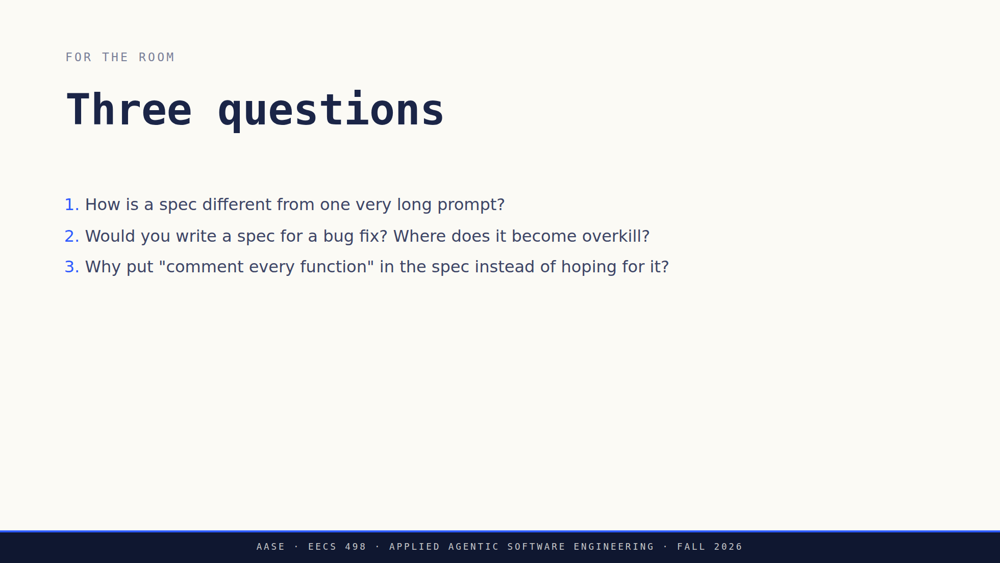 FOR THE ROOM
Three questions
1. How is a spec different from one very long prompt?
2. Would you write a spec for a bug fix? Where does it become overkill?
3. Why put "comment every function" in the spec instead of hoping for it?
AASE · EECS 498 · APPLIED AGENTIC SOFTWARE ENGINEERING · FALL 2026